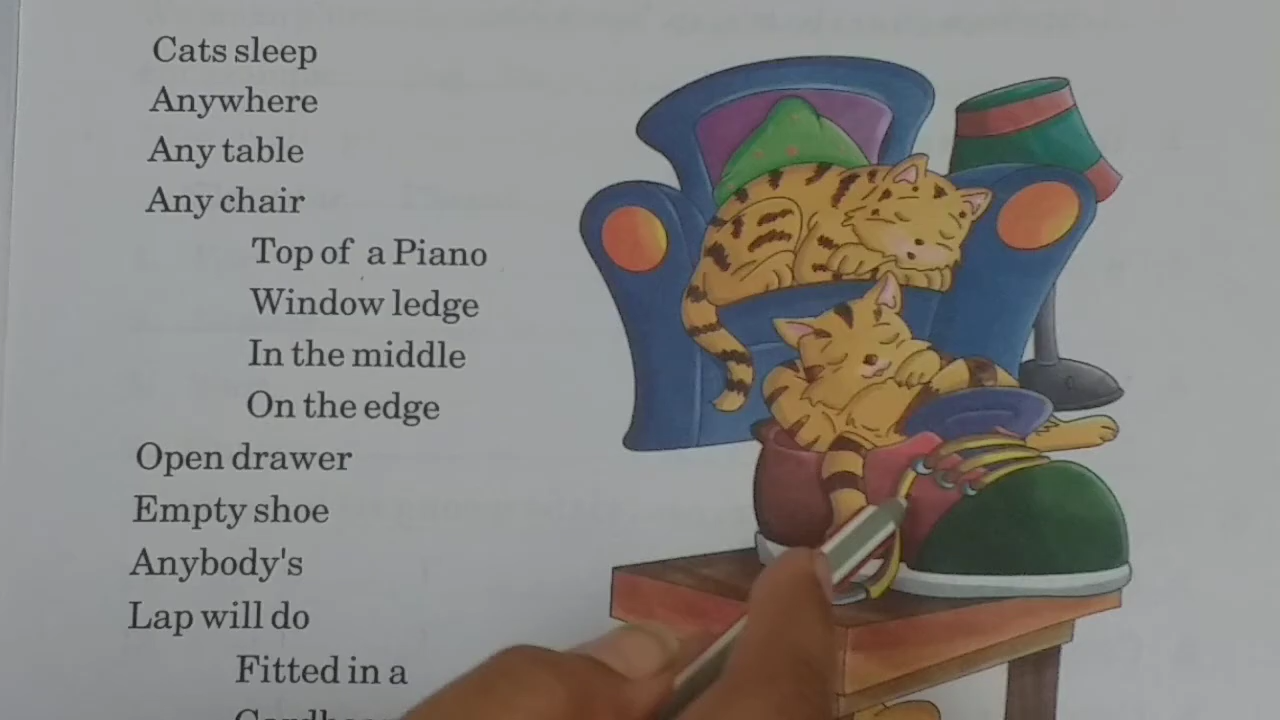 Cats sleep
Anywhere
Any table
Any chair
Top of a Piano
Window ledge
In the middle
On the edge
Open drawer
Empty shoe
Anybody's
Lap will do
Fitted in a